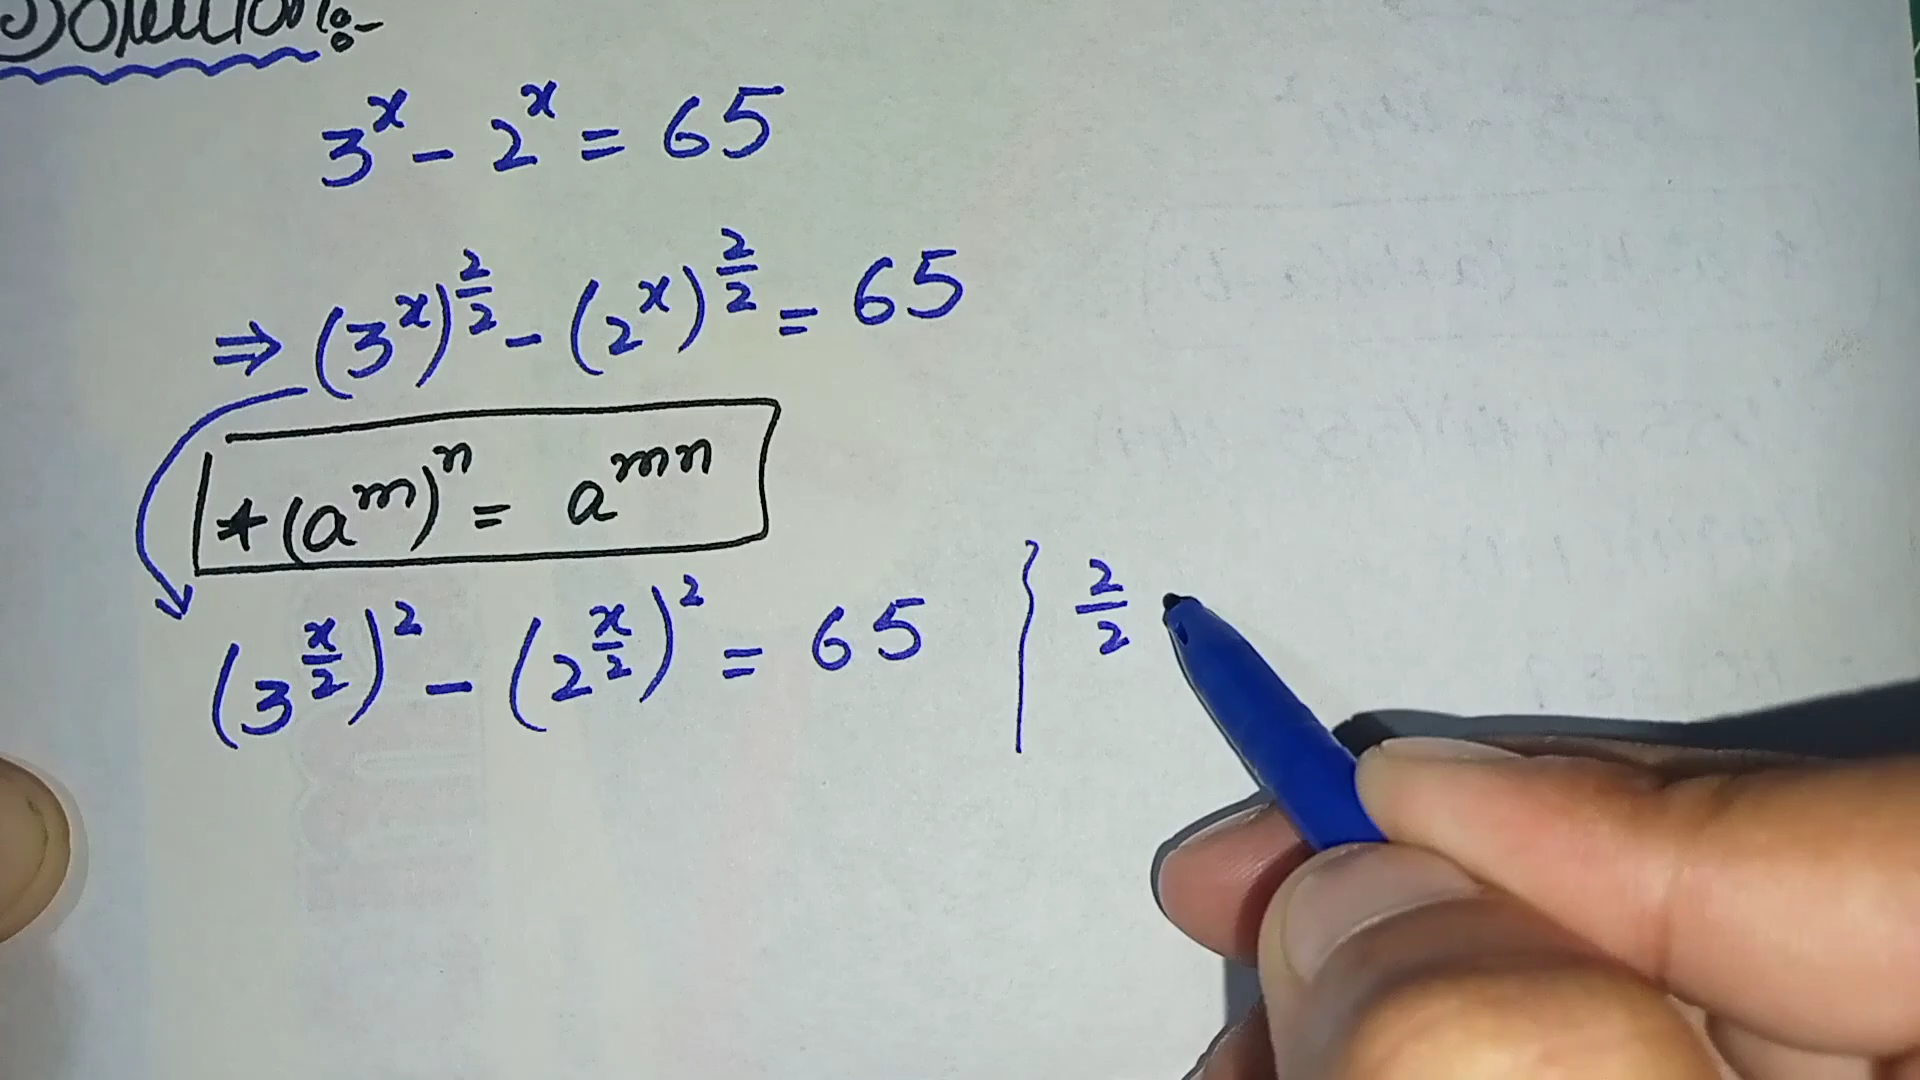 Solution:-
3^x - 2^x = 65
⇒ (3^x)^(2/2) - (2^x)^(2/2) = 65
* (a^m)^n = a^(mn)
(3^(x/2))^2 - (2^(x/2))^2 = 65 } 2/2